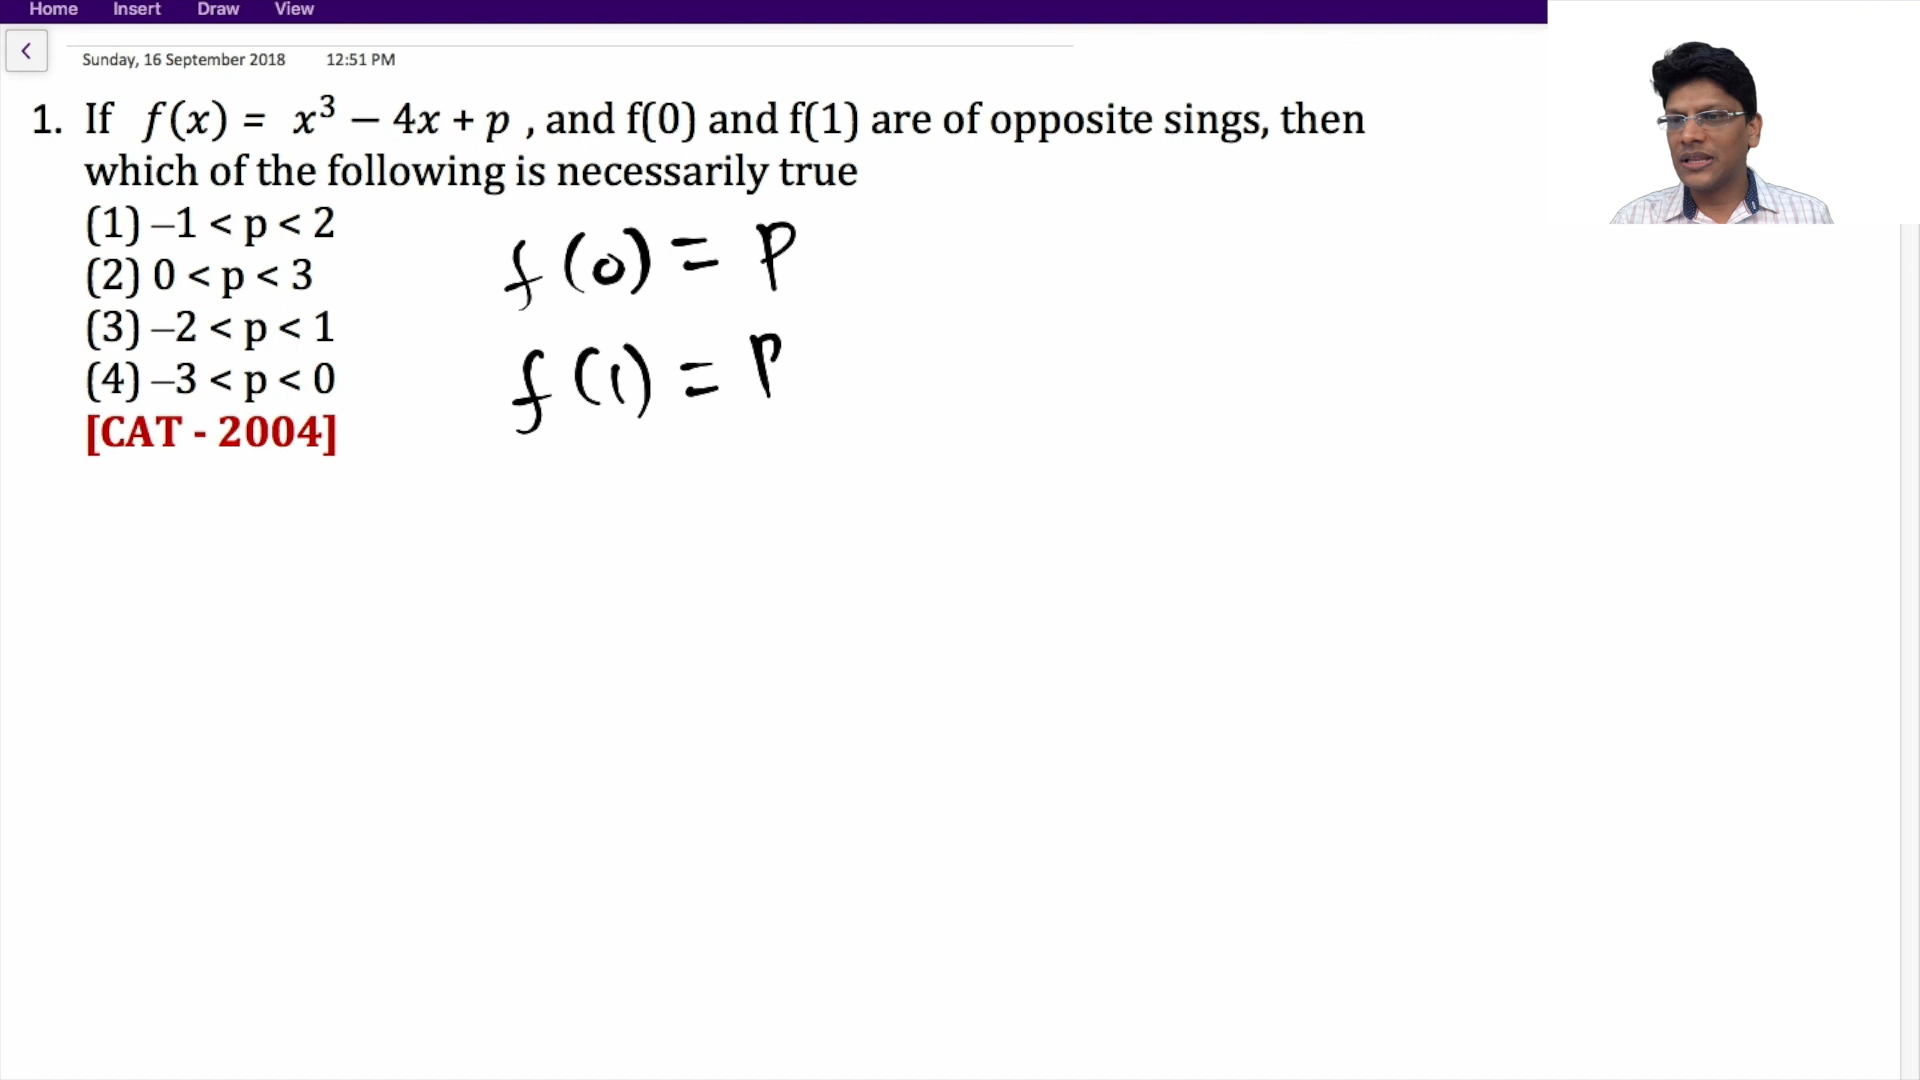 Home Insert Draw View
Sunday, 16 September 2018 12:51 PM
1. If f(x) = x³ − 4x + p , and f(0) and f(1) are of opposite sings, then
which of the following is necessarily true
(1) –1 < p < 2
(2) 0 < p < 3
(3) –2 < p < 1
(4) –3 < p < 0
[CAT - 2004]
f(0) = P
f(1) = P